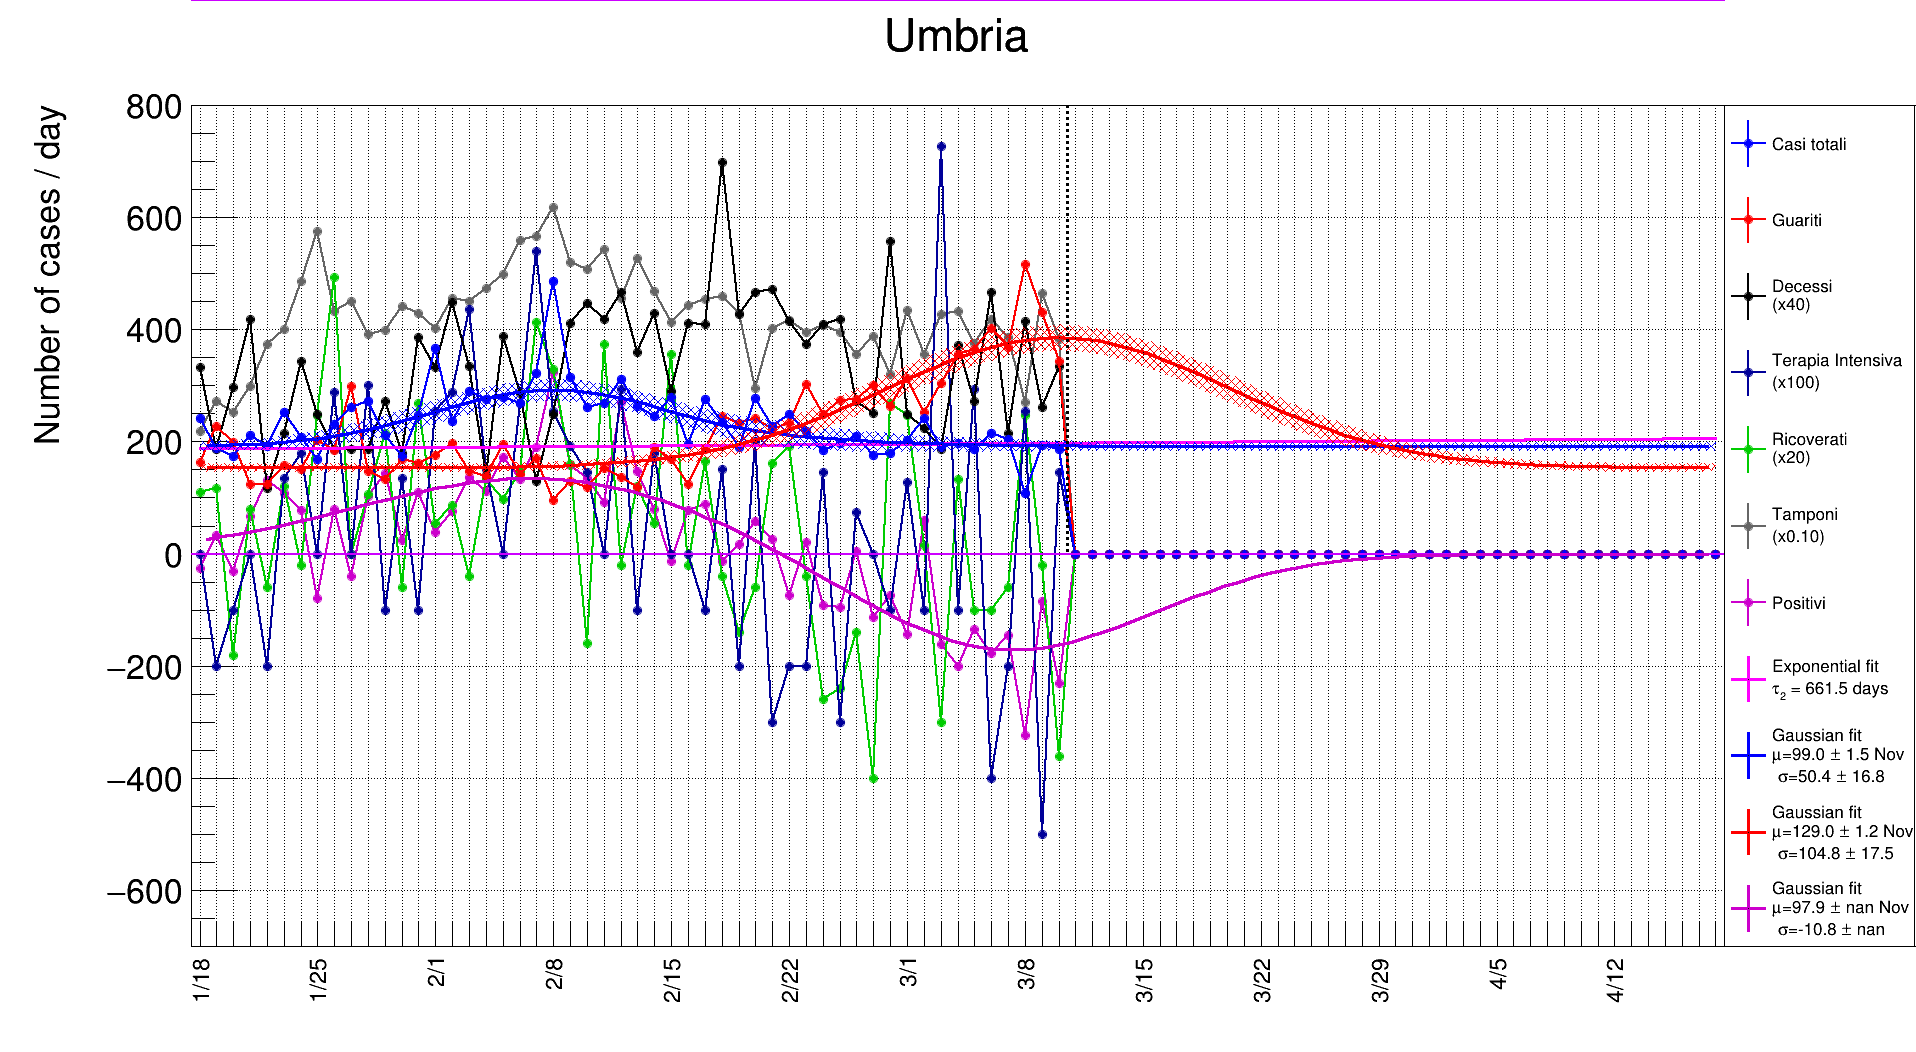 Umbria
Number of cases / day
800
600
400
200
0
−200
−400
−600
1/18
1/25
2/1
2/8
2/15
2/22
3/1
3/8
3/15
3/22
3/29
4/5
4/12
Casi totali
Guariti
Decessi
(x40)
Terapia Intensiva
(x100)
Ricoverati
(x20)
Tamponi
(x0.10)
Positivi
Exponential fit
τ2 = 661.5 days
Gaussian fit
μ=99.0 ± 1.5 Nov
σ=50.4 ± 16.8
Gaussian fit
μ=129.0 ± 1.2 Nov
σ=104.8 ± 17.5
Gaussian fit
μ=97.9 ± nan Nov
σ=-10.8 ± nan